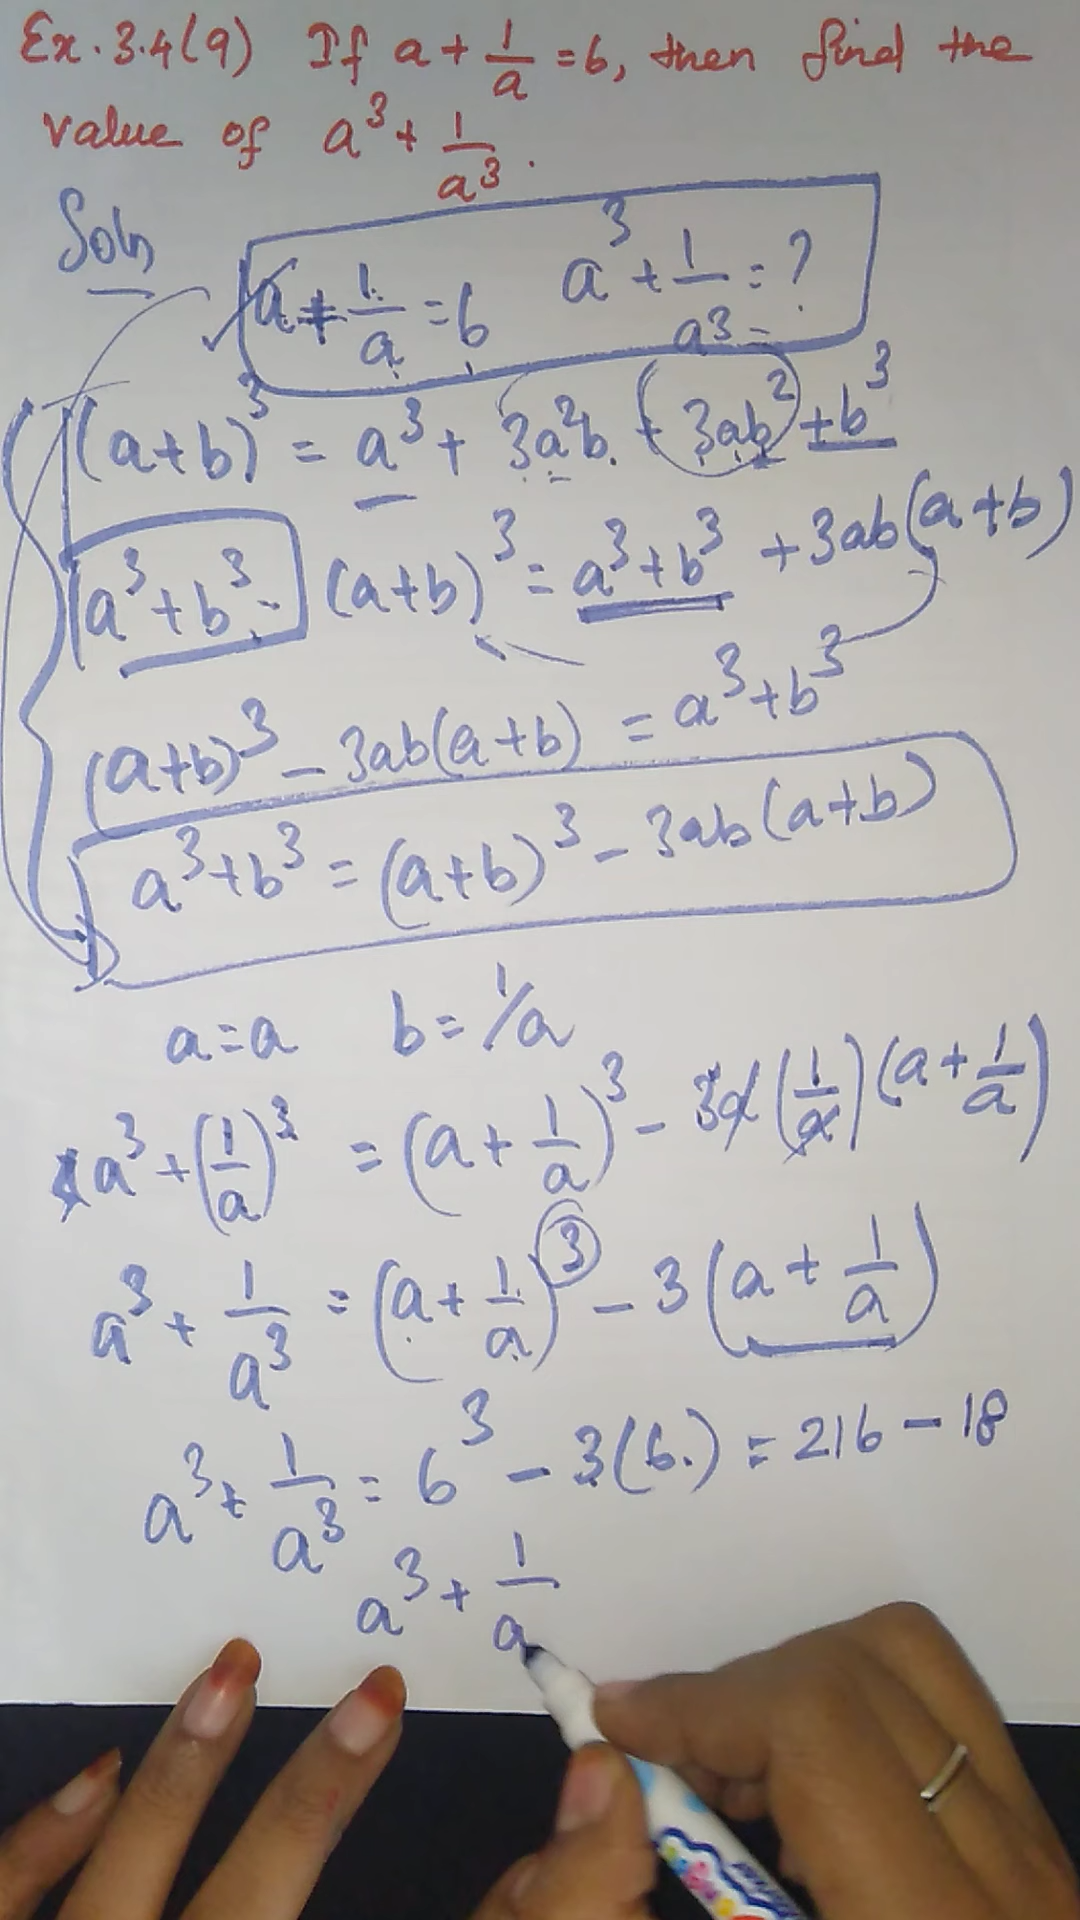 Ex. 3.4(9) If a + 1/a = 6, then find the
value of a³ + 1/a³.
Soln
a + 1/a = 6 a³ + 1/a³ = ?
(a+b)³ = a³ + 3a²b + 3ab² + b³
a³ + b³ = (a+b)³ = a³+b³ + 3ab(a+b)
(a+b)³ - 3ab(a+b) = a³+b³
a³+b³ = (a+b)³ - 3ab(a+b)
a = a b = 1/a
a³ + (1/a)³ = (a + 1/a)³ - 3a(1/a)(a + 1/a)
a³ + 1/a³ = (a + 1/a)³ - 3(a + 1/a)
a³ + 1/a³ = 6³ - 3(6) = 216 - 18
a³ + 1/a